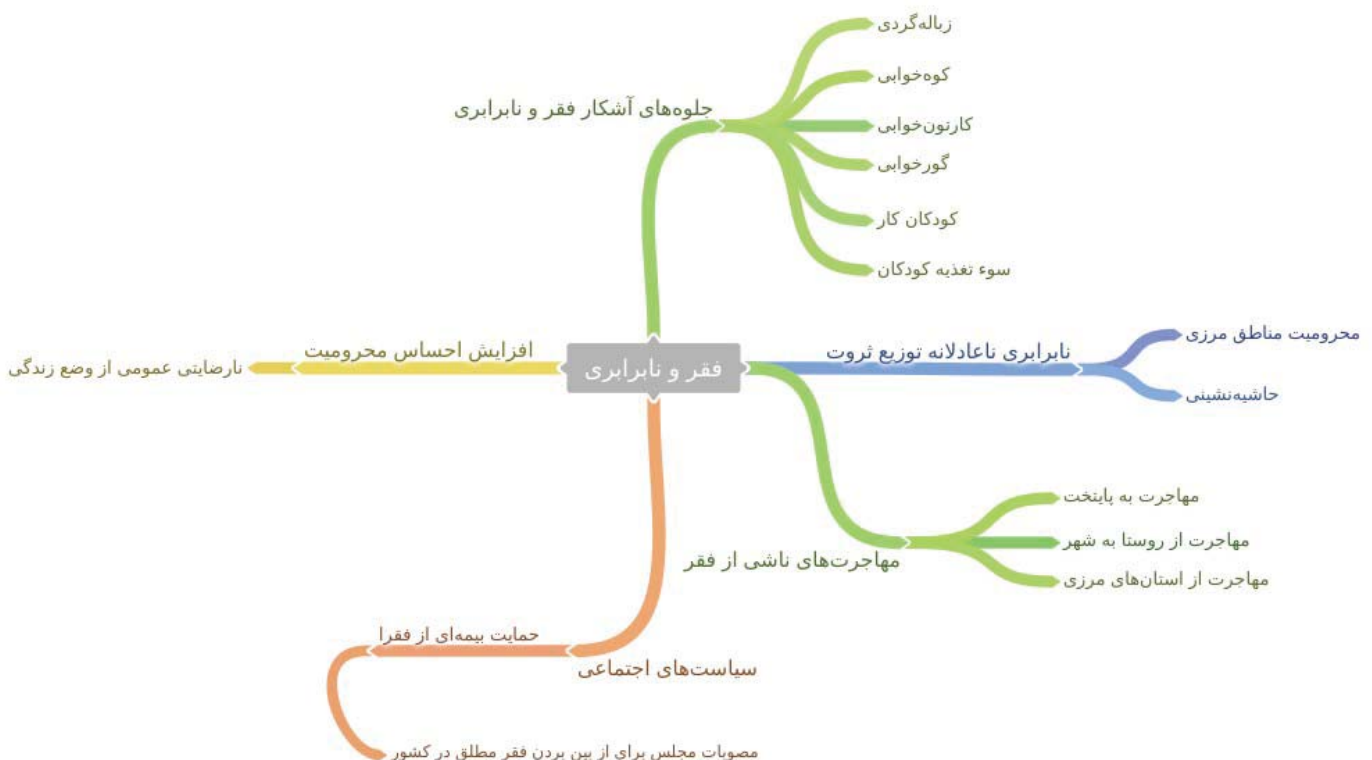 فقر و نابرابری
جلوه‌های آشکار فقر و نابرابری
زباله‌گردی
کوه‌خوابی
کارتون‌خوابی
گورخوابی
کودکان کار
سوء تغذیه کودکان
نابرابری ناعادلانه توزیع ثروت
محرومیت مناطق مرزی
حاشیه‌نشینی
مهاجرت‌های ناشی از فقر
مهاجرت به پایتخت
مهاجرت از روستا به شهر
مهاجرت از استان‌های مرزی
سیاست‌های اجتماعی
حمایت بیمه‌ای از فقرا
مصوبات مجلس برای از بین بردن فقر مطلق در کشور
افزایش احساس محرومیت
نارضایتی عمومی از وضع زندگی